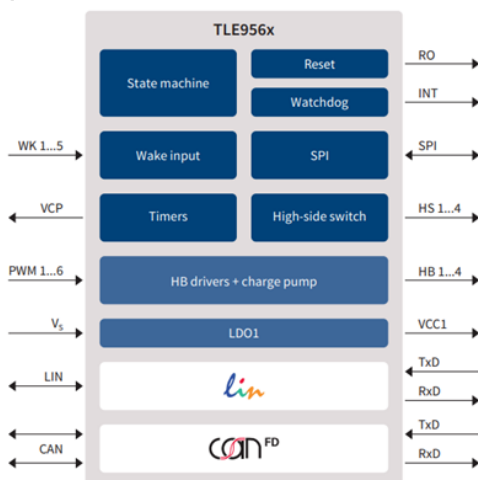 TLE956x
State machine
Reset
RO
Watchdog
INT
WK 1...5
Wake input
SPI
SPI
VCP
Timers
High-side switch
HS 1...4
PWM 1...6
HB drivers + charge pump
HB 1...4
Vs
LDO1
VCC1
LIN
lin
TxD
RxD
CAN
CAN FD
TxD
RxD